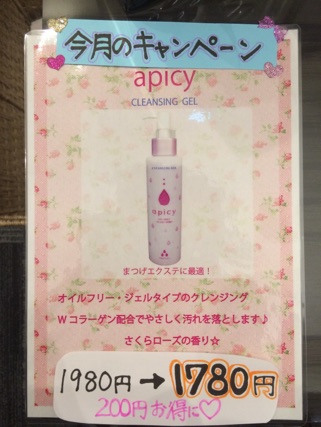 今月のキャンペーン
apicy
CLEANSING GEL
apicy
まつげエクステに最適！
オイルフリー・ジェルタイプのクレンジング
Wコラーゲン配合でやさしく汚れを落とします♪
さくらローズの香り☆
1980円→1780円
200円お得に♡